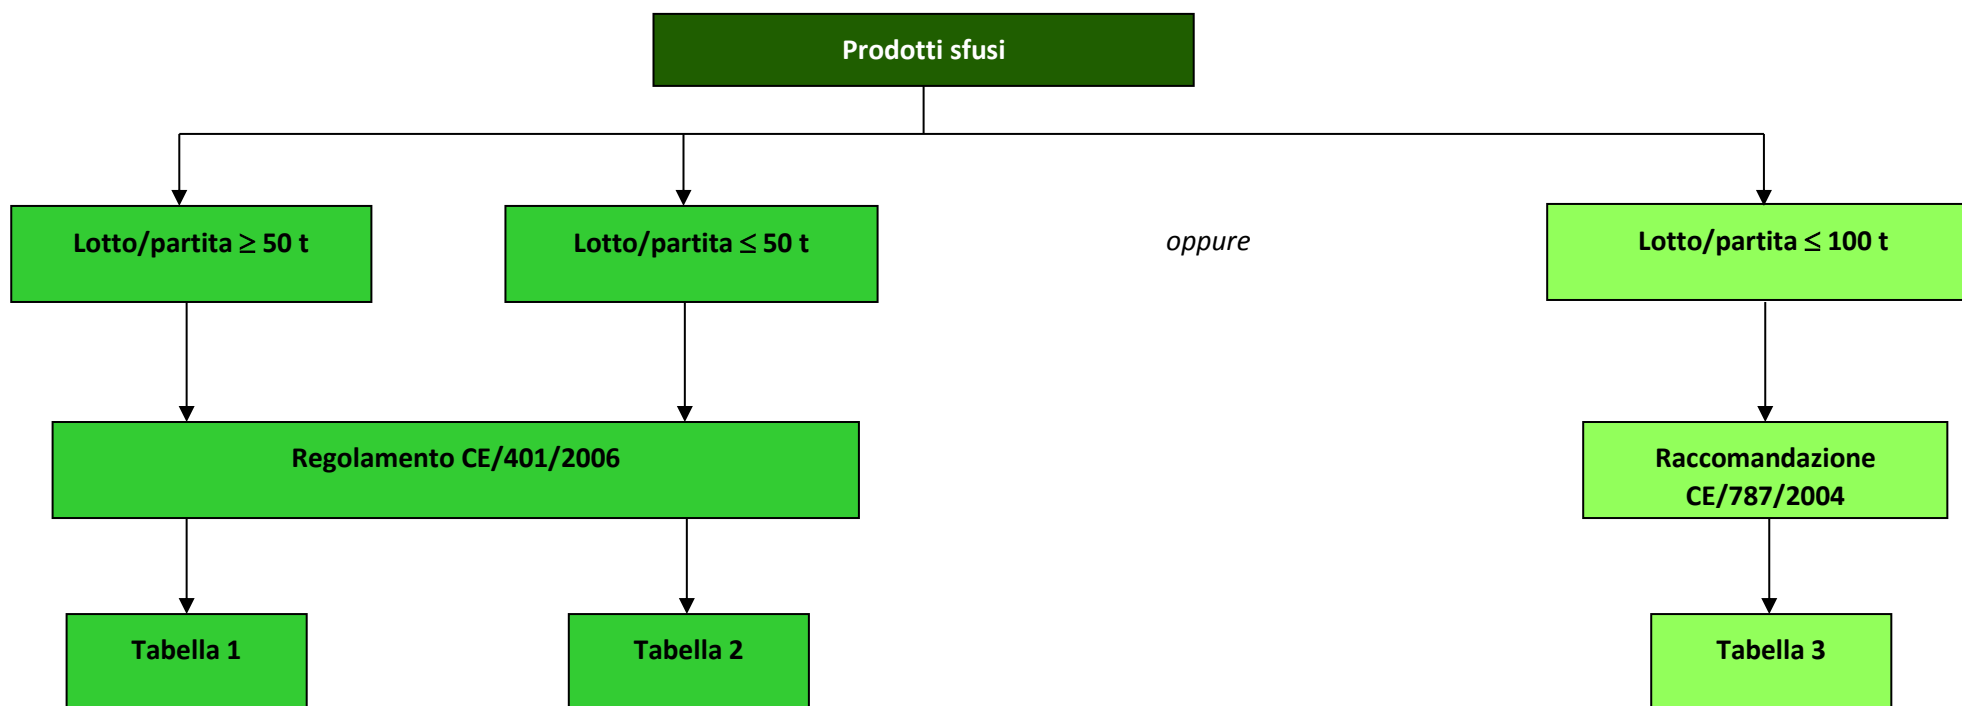 Prodotti sfusi
Lotto/partita ≥ 50 t
Lotto/partita ≤ 50 t
oppure
Lotto/partita ≤ 100 t
Regolamento CE/401/2006
Raccomandazione
CE/787/2004
Tabella 1
Tabella 2
Tabella 3